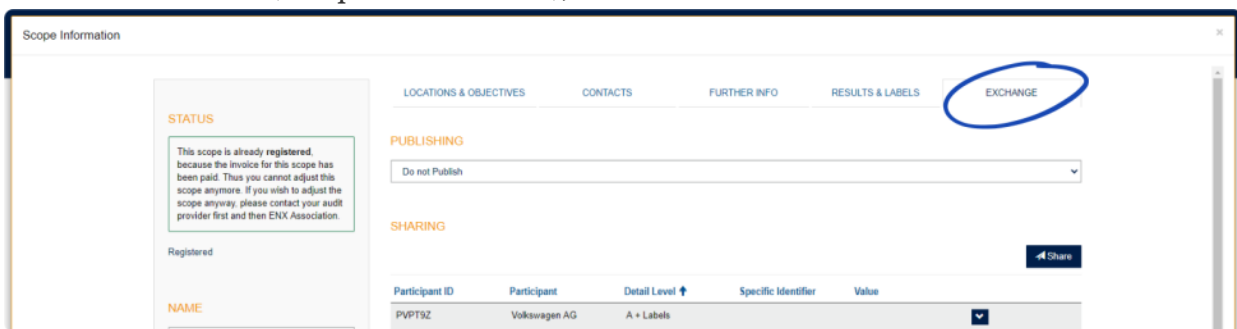 Scope Information
×
LOCATIONS & OBJECTIVES CONTACTS FURTHER INFO RESULTS & LABELS EXCHANGE
STATUS
This scope is already registered,
because the invoice for this scope has
been paid. Thus you cannot adjust this
scope anymore. If you wish to adjust the
scope anyway, please contact your audit
provider first and then ENX Association.
Registered
NAME
PUBLISHING
Do not Publish
SHARING
Share
Participant ID Participant Detail Level Specific Identifier Value
PVPT9Z Volkswagen AG A + Labels